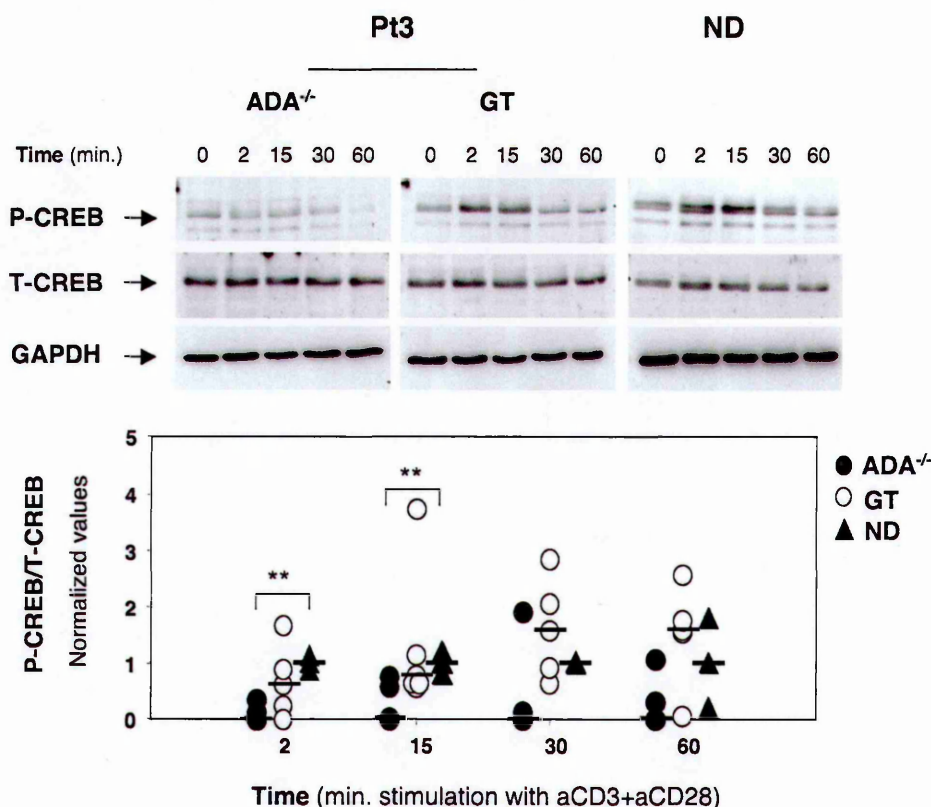 Pt3 ND
ADA-/- GT
Time (min.) 0 2 15 30 60 0 2 15 30 60 0 2 15 30 60
P-CREB
T-CREB
GAPDH
P-CREB/T-CREB
Normalized values
5
4
3
2
1
0
**
**
2 15 30 60
Time (min. stimulation with aCD3+aCD28)
ADA-/-
GT
ND